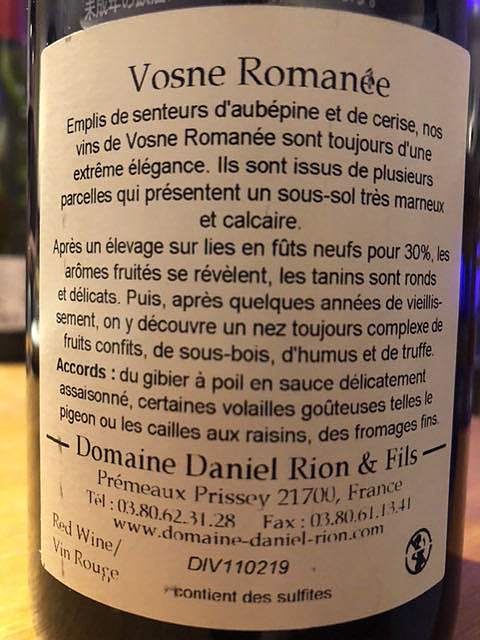 未成年の飲酒
Vosne Romanée
Emplis de senteurs d'aubépine et de cerise, nos
vins de Vosne Romanée sont toujours d'une
extrême élégance. Ils sont issus de plusieurs
parcelles qui présentent un sous-sol très marneux
et calcaire.
Après un élevage sur lies en fûts neufs pour 30%, les
arômes fruités se révèlent, les tanins sont ronds
et délicats. Puis, après quelques années de vieillis-
sement, on y découvre un nez toujours complexe de
fruits confits, de sous-bois, d'humus et de truffe.
Accords : du gibier à poil en sauce délicatement
assaisonné, certaines volailles goûteuses telles le
pigeon ou les cailles aux raisins, des fromages fins.
Domaine Daniel Rion & Fils
Prémeaux Prissey 21700, France
Tél : 03.80.62.31.28 Fax : 03.80.61.13.41
www.domaine-daniel-rion.com
Red Wine/
Vin Rouge
DIV110219
contient des sulfites